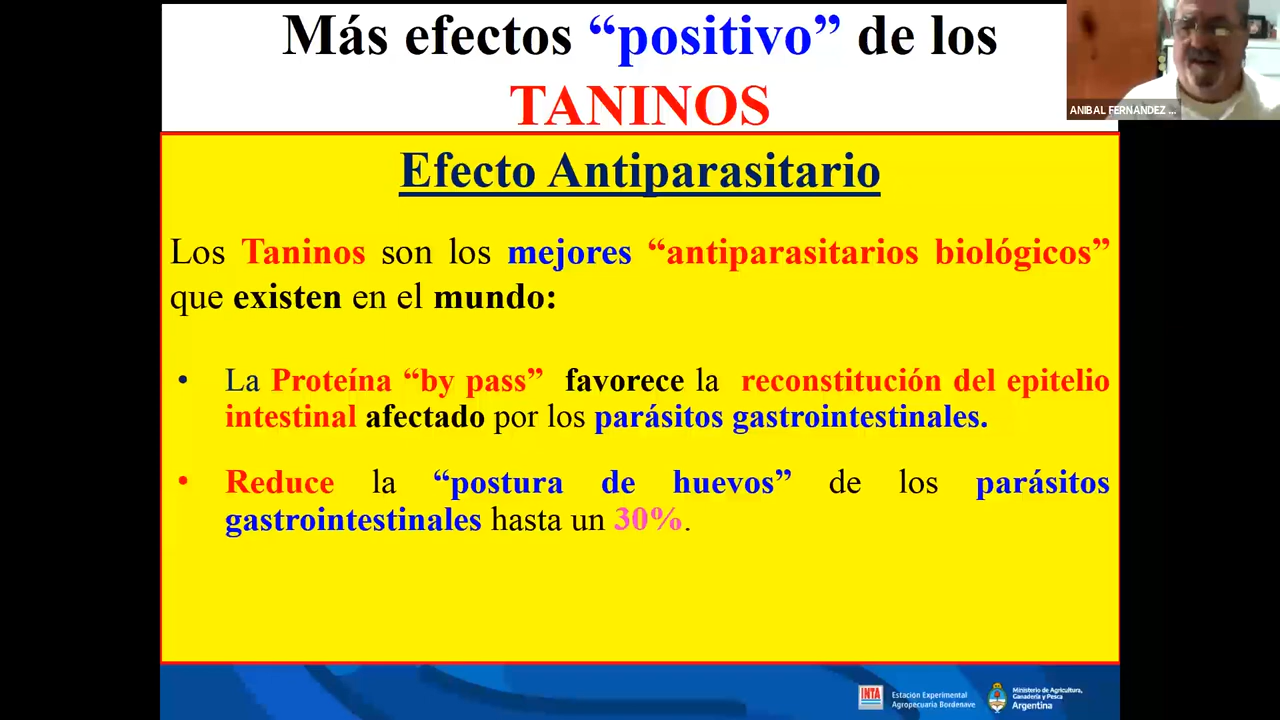 Más efectos “positivo” de los
TANINOS
ANIBAL FERNANDEZ ...
Efecto Antiparasitario
Los Taninos son los mejores “antiparasitarios biológicos”
que existen en el mundo:
• La Proteína “by pass” favorece la reconstitución del epitelio
intestinal afectado por los parásitos gastrointestinales.
• Reduce la “postura de huevos” de los parásitos
gastrointestinales hasta un 30%.
INTA
Estación Experimental
Agropecuaria Bordenave
Ministerio de Agricultura,
Ganadería y Pesca
Argentina